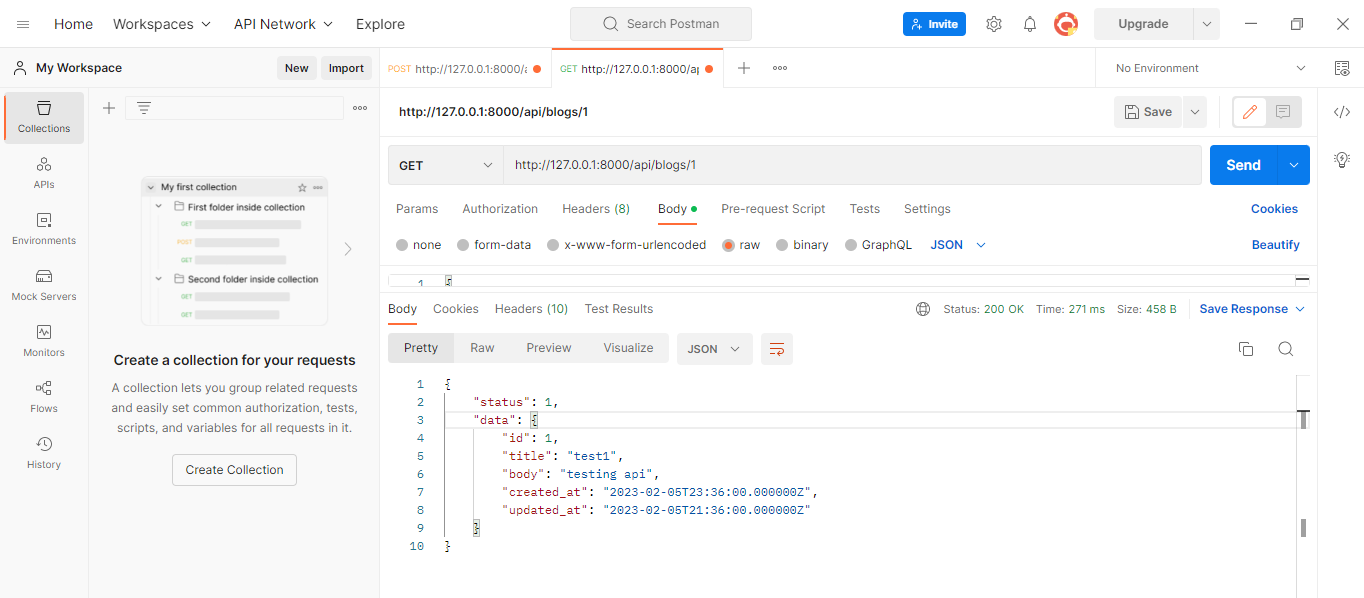 Home Workspaces API Network Explore Search Postman Invite Upgrade
My Workspace New Import POST http://127.0.0.1:8000/a GET http://127.0.0.1:8000/ap No Environment
http://127.0.0.1:8000/api/blogs/1 Save
Collections
APIs
Environments
Mock Servers
Monitors
Flows
History
My first collection
First folder inside collection
GET
POST
GET
Second folder inside collection
GET
GET
Create a collection for your requests
A collection lets you group related requests
and easily set common authorization, tests,
scripts, and variables for all requests in it.
Create Collection
GET http://127.0.0.1:8000/api/blogs/1 Send
Params Authorization Headers (8) Body Pre-request Script Tests Settings Cookies
none form-data x-www-form-urlencoded raw binary GraphQL JSON Beautify
1 {
Body Cookies Headers (10) Test Results Status: 200 OK Time: 271 ms Size: 458 B Save Response
Pretty Raw Preview Visualize JSON
1 {
2 "status": 1,
3 "data": {
4 "id": 1,
5 "title": "test1",
6 "body": "testing api",
7 "created_at": "2023-02-05T23:36:00.000000Z",
8 "updated_at": "2023-02-05T21:36:00.000000Z"
9 }
10 }